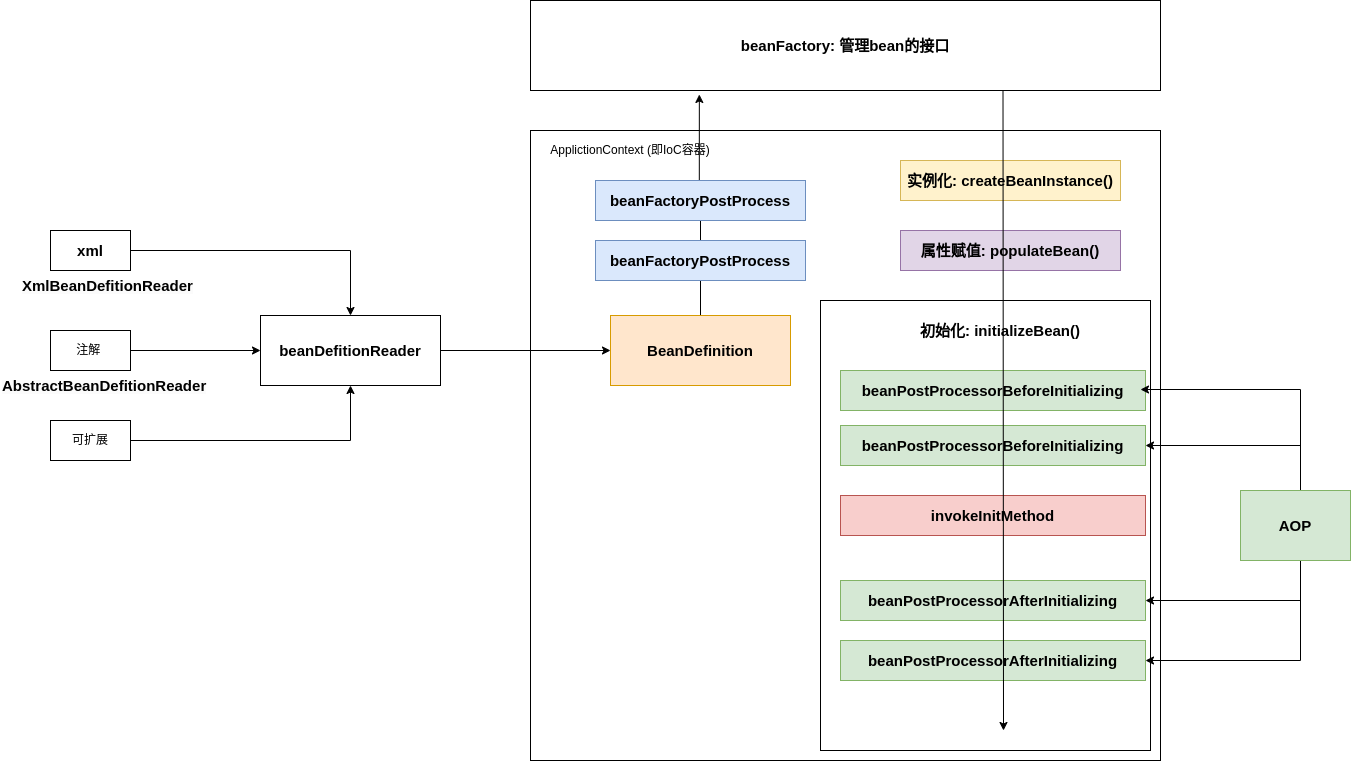 beanFactory: 管理bean的接口
ApplictionContext (即IoC容器)
beanFactoryPostProcess
beanFactoryPostProcess
BeanDefinition
xml
XmlBeanDefitionReader
注解
AbstractBeanDefitionReader
可扩展
beanDefitionReader
实例化: createBeanInstance()
属性赋值: populateBean()
初始化: initializeBean()
beanPostProcessorBeforeInitializing
beanPostProcessorBeforeInitializing
invokeInitMethod
beanPostProcessorAfterInitializing
beanPostProcessorAfterInitializing
AOP